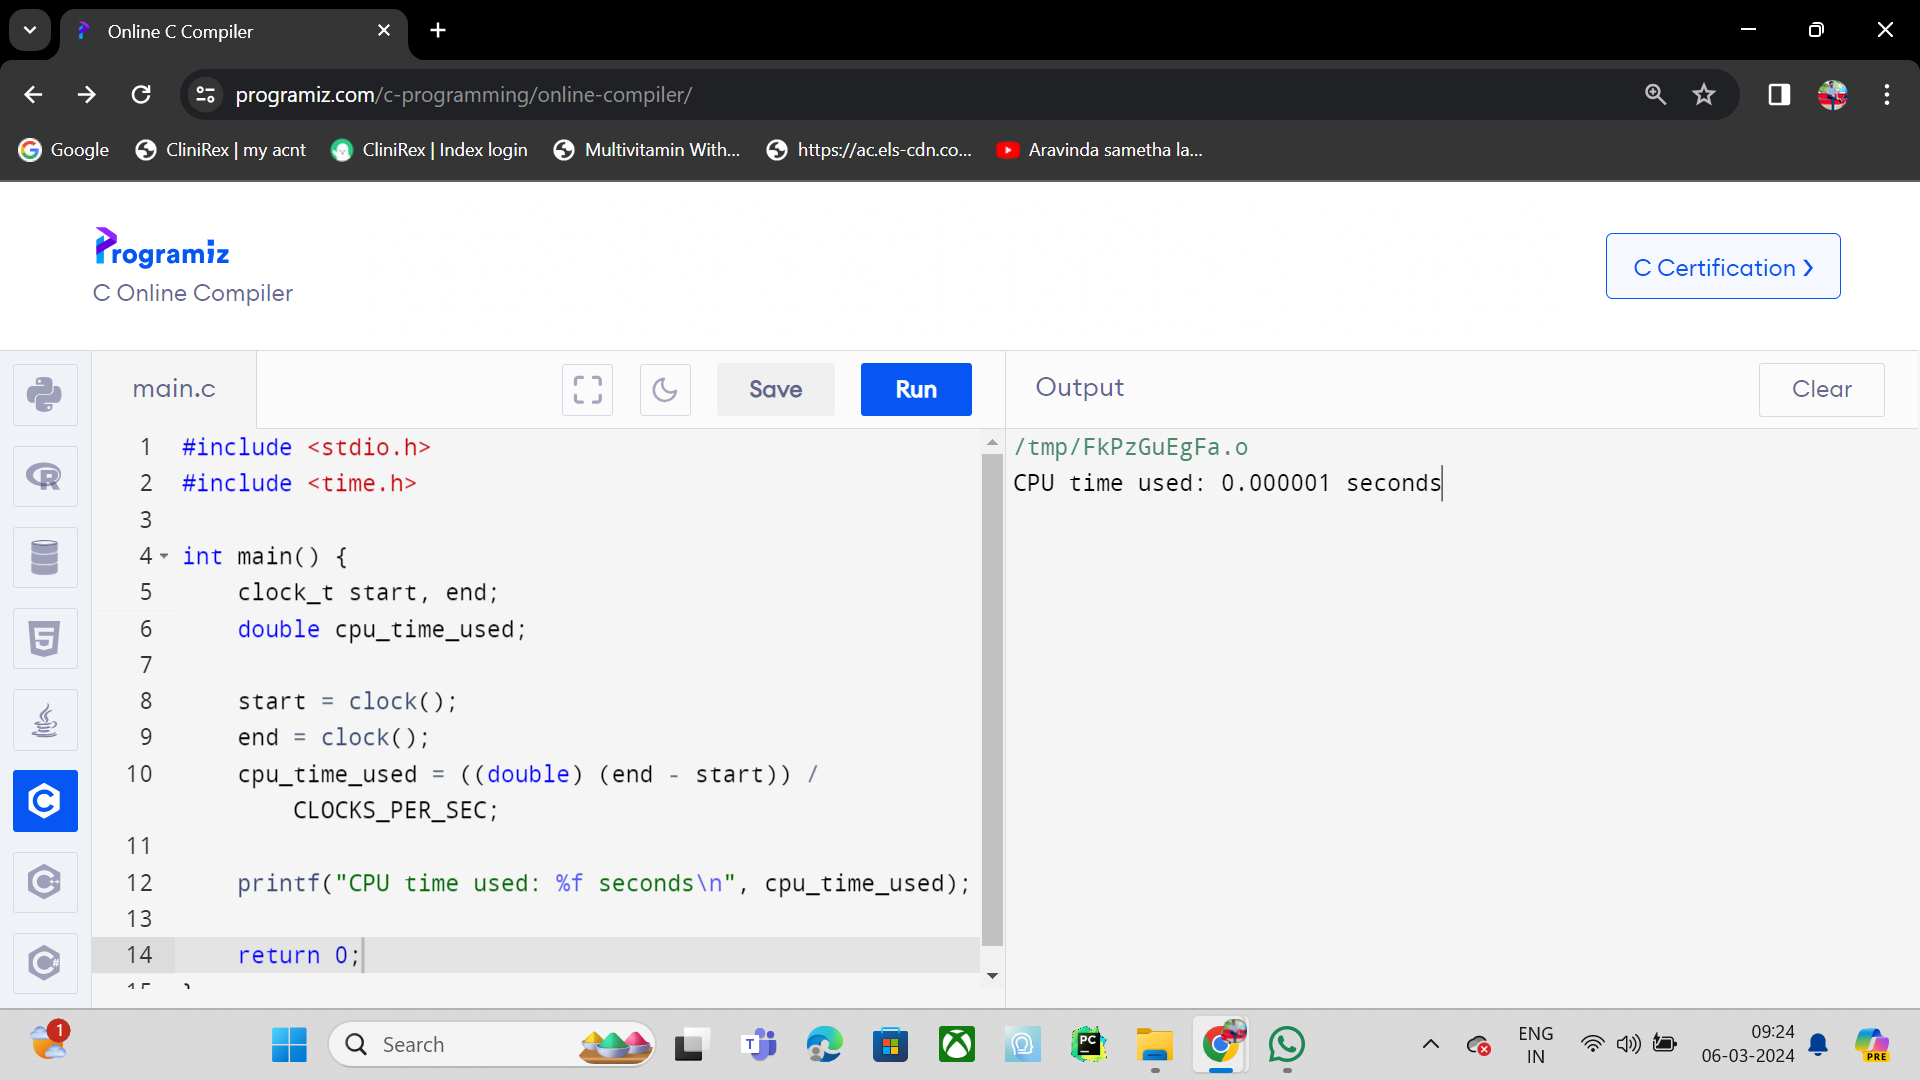 Online C Compiler
programiz.com/c-programming/online-compiler/
Google
CliniRex | my acnt
CliniRex | Index login
Multivitamin With...
https://ac.els-cdn.co...
Aravinda sametha la...
Programiz
C Online Compiler
C Certification
main.c
Save
Run
Output
Clear
1 #include <stdio.h>
2 #include <time.h>
3
4 int main() {
5 clock_t start, end;
6 double cpu_time_used;
7
8 start = clock();
9 end = clock();
10 cpu_time_used = ((double) (end - start)) /
CLOCKS_PER_SEC;
11
12 printf("CPU time used: %f seconds\n", cpu_time_used);
13
14 return 0;
15 }
/tmp/FkPzGuEgFa.o
CPU time used: 0.000001 seconds
R
5
C
C++
C#
1
Search
T
PC
PRE
ENG
IN
09:24
06-03-2024